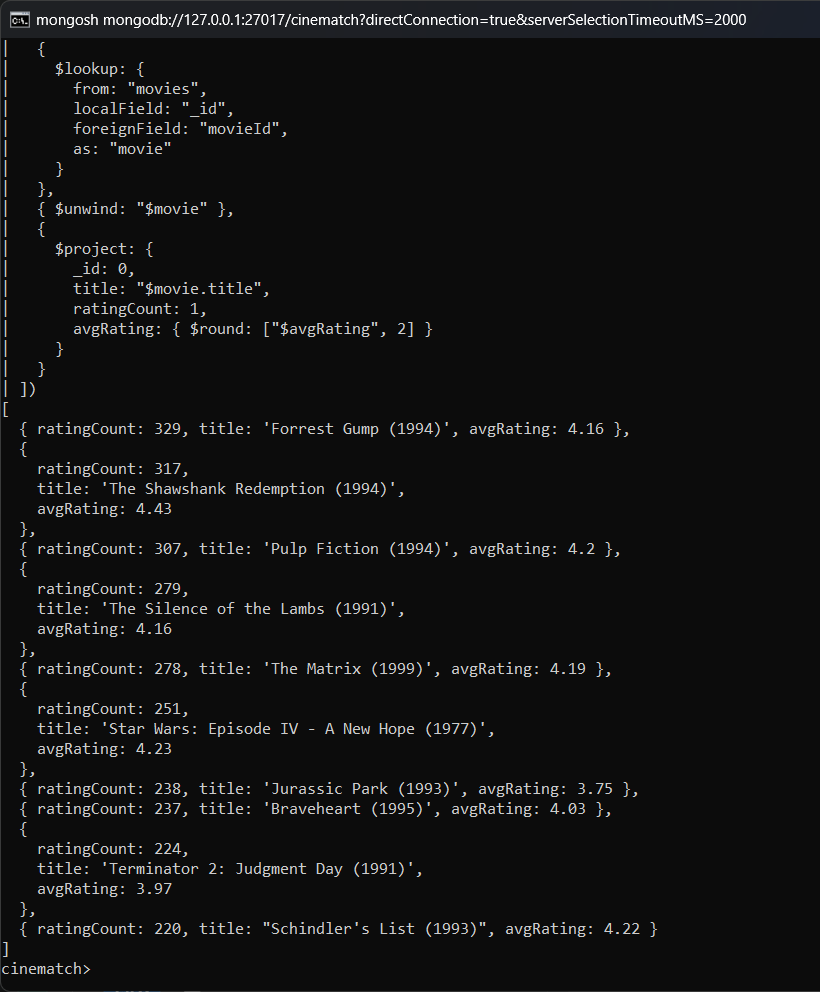 mongosh mongodb://127.0.0.1:27017/cinematch?directConnection=true&serverSelectionTimeoutMS=2000
|   {
|     $lookup: {
|       from: "movies",
|       localField: "_id",
|       foreignField: "movieId",
|       as: "movie"
|     }
|   },
|   { $unwind: "$movie" },
|   {
|     $project: {
|       _id: 0,
|       title: "$movie.title",
|       ratingCount: 1,
|       avgRating: { $round: ["$avgRating", 2] }
|     }
|   }
| ])
[
  { ratingCount: 329, title: 'Forrest Gump (1994)', avgRating: 4.16 },
  {
    ratingCount: 317,
    title: 'The Shawshank Redemption (1994)',
    avgRating: 4.43
  },
  { ratingCount: 307, title: 'Pulp Fiction (1994)', avgRating: 4.2 },
  {
    ratingCount: 279,
    title: 'The Silence of the Lambs (1991)',
    avgRating: 4.16
  },
  { ratingCount: 278, title: 'The Matrix (1999)', avgRating: 4.19 },
  {
    ratingCount: 251,
    title: 'Star Wars: Episode IV - A New Hope (1977)',
    avgRating: 4.23
  },
  { ratingCount: 238, title: 'Jurassic Park (1993)', avgRating: 3.75 },
  { ratingCount: 237, title: 'Braveheart (1995)', avgRating: 4.03 },
  {
    ratingCount: 224,
    title: 'Terminator 2: Judgment Day (1991)',
    avgRating: 3.97
  },
  { ratingCount: 220, title: "Schindler's List (1993)", avgRating: 4.22 }
]
cinematch>